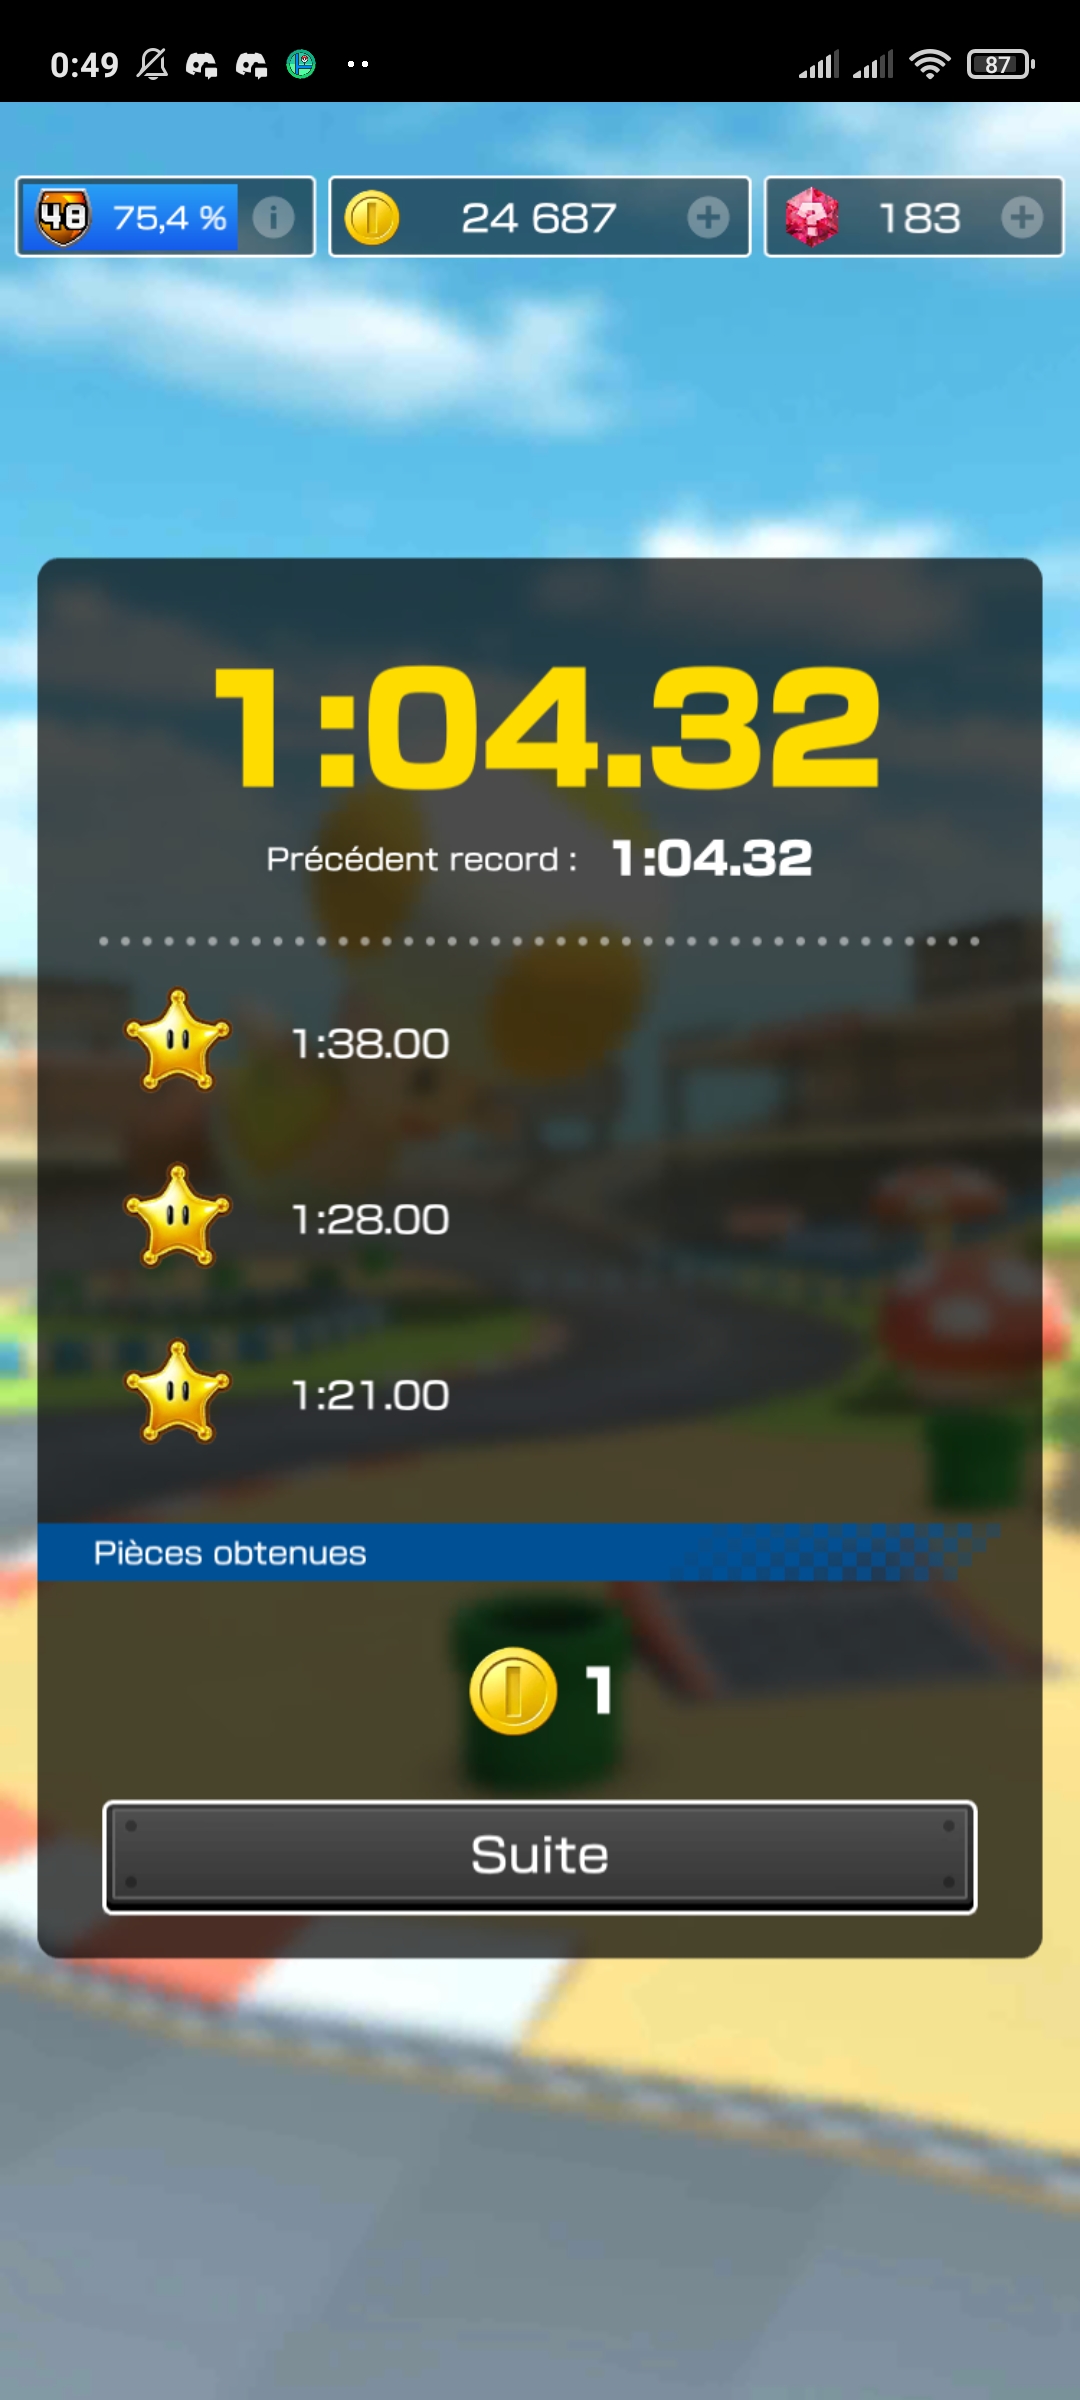 0:49 87
48 75,4 % i 24 687 + 183 +
1:04.32
Précédent record : 1:04.32
1:38.00
1:28.00
1:21.00
Pièces obtenues
1
Suite